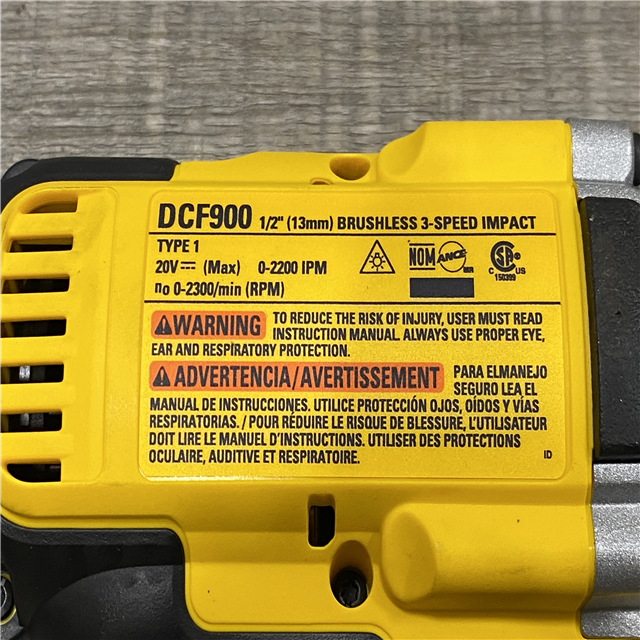 DCF900 1/2" (13mm) BRUSHLESS 3-SPEED IMPACT
TYPE 1
20V (Max) 0-2200 IPM
no 0-2300/min (RPM)
NOM ANCE
C US
150399
WARNING TO REDUCE THE RISK OF INJURY, USER MUST READ
INSTRUCTION MANUAL. ALWAYS USE PROPER EYE,
EAR AND RESPIRATORY PROTECTION.
ADVERTENCIA/AVERTISSEMENT PARA ELMANEJO
SEGURO LEA EL
MANUAL DE INSTRUCCIONES. UTILICE PROTECCIÓN OJOS, OÍDOS Y VÍAS
RESPIRATORIAS. / POUR RÉDUIRE LE RISQUE DE BLESSURE, L'UTILISATEUR
DOIT LIRE LE MANUEL D'INSTRUCTIONS. UTILISER DES PROTECTIONS
OCULAIRE, AUDITIVE ET RESPIRATOIRE.
ID